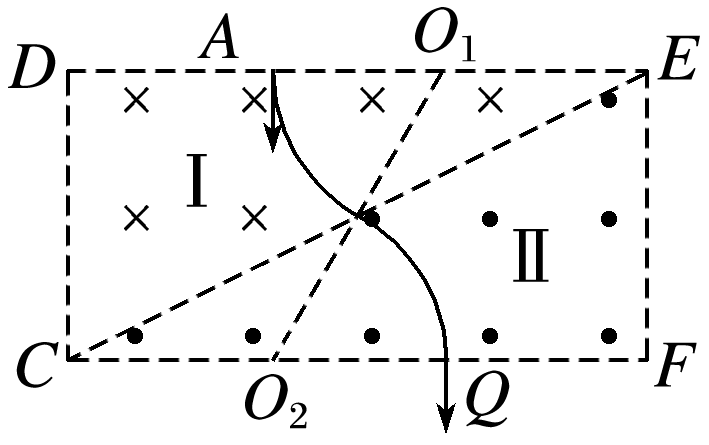 D A O₁ E
Ⅰ
Ⅱ
C O₂ Q F